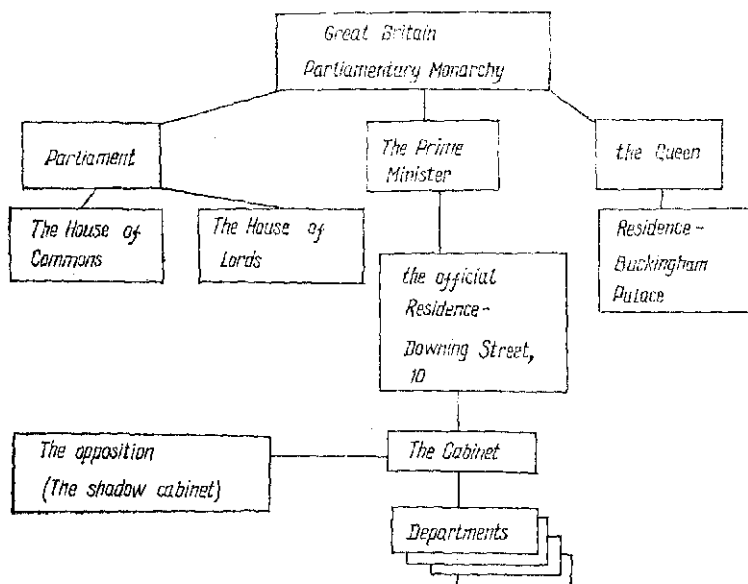 Great Britain
Parliamentary Monarchy
Parliament
The Prime
Minister
the Queen
The House of
Commons
The House of
Lords
Residence-
Buckingham
Palace
the official
Residence-
Downing Street,
10
The opposition
(The shadow cabinet)
The Cabinet
Departments